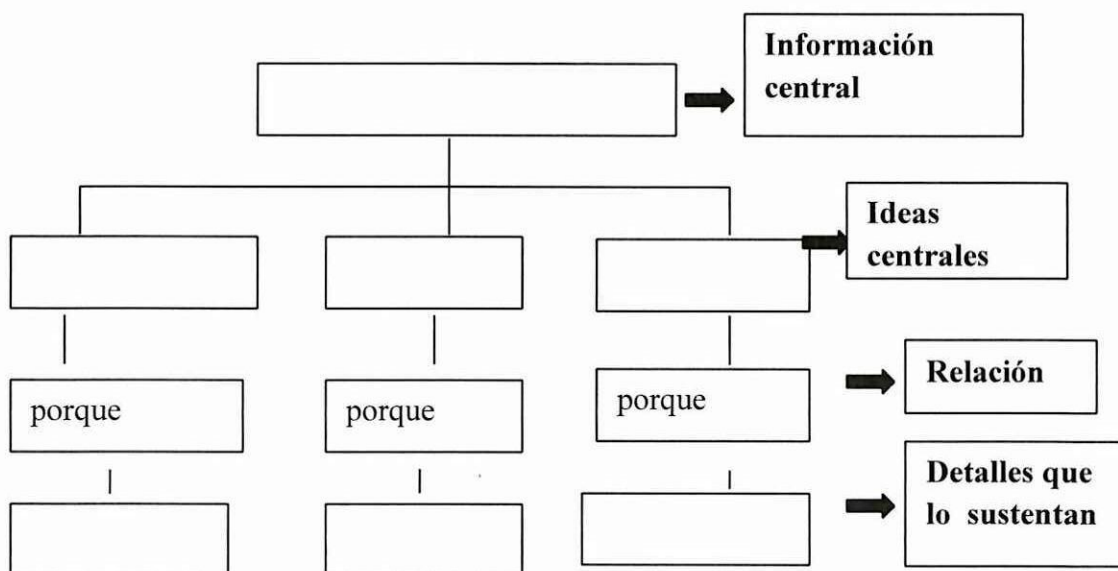 Información
central
Ideas
centrales
porque
porque
porque
Relación
Detalles que
lo sustentan